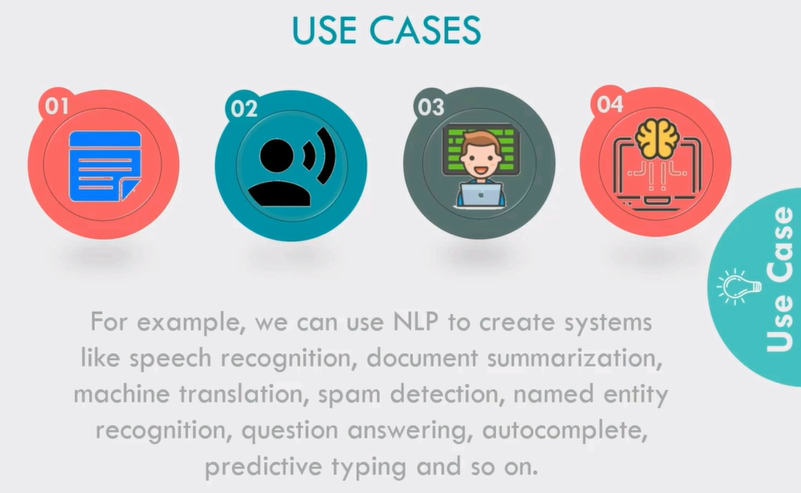 USE CASES
01
02
03
04
Use Case
For example, we can use NLP to create systems
like speech recognition, document summarization,
machine translation, spam detection, named entity
recognition, question answering, autocomplete,
predictive typing and so on.